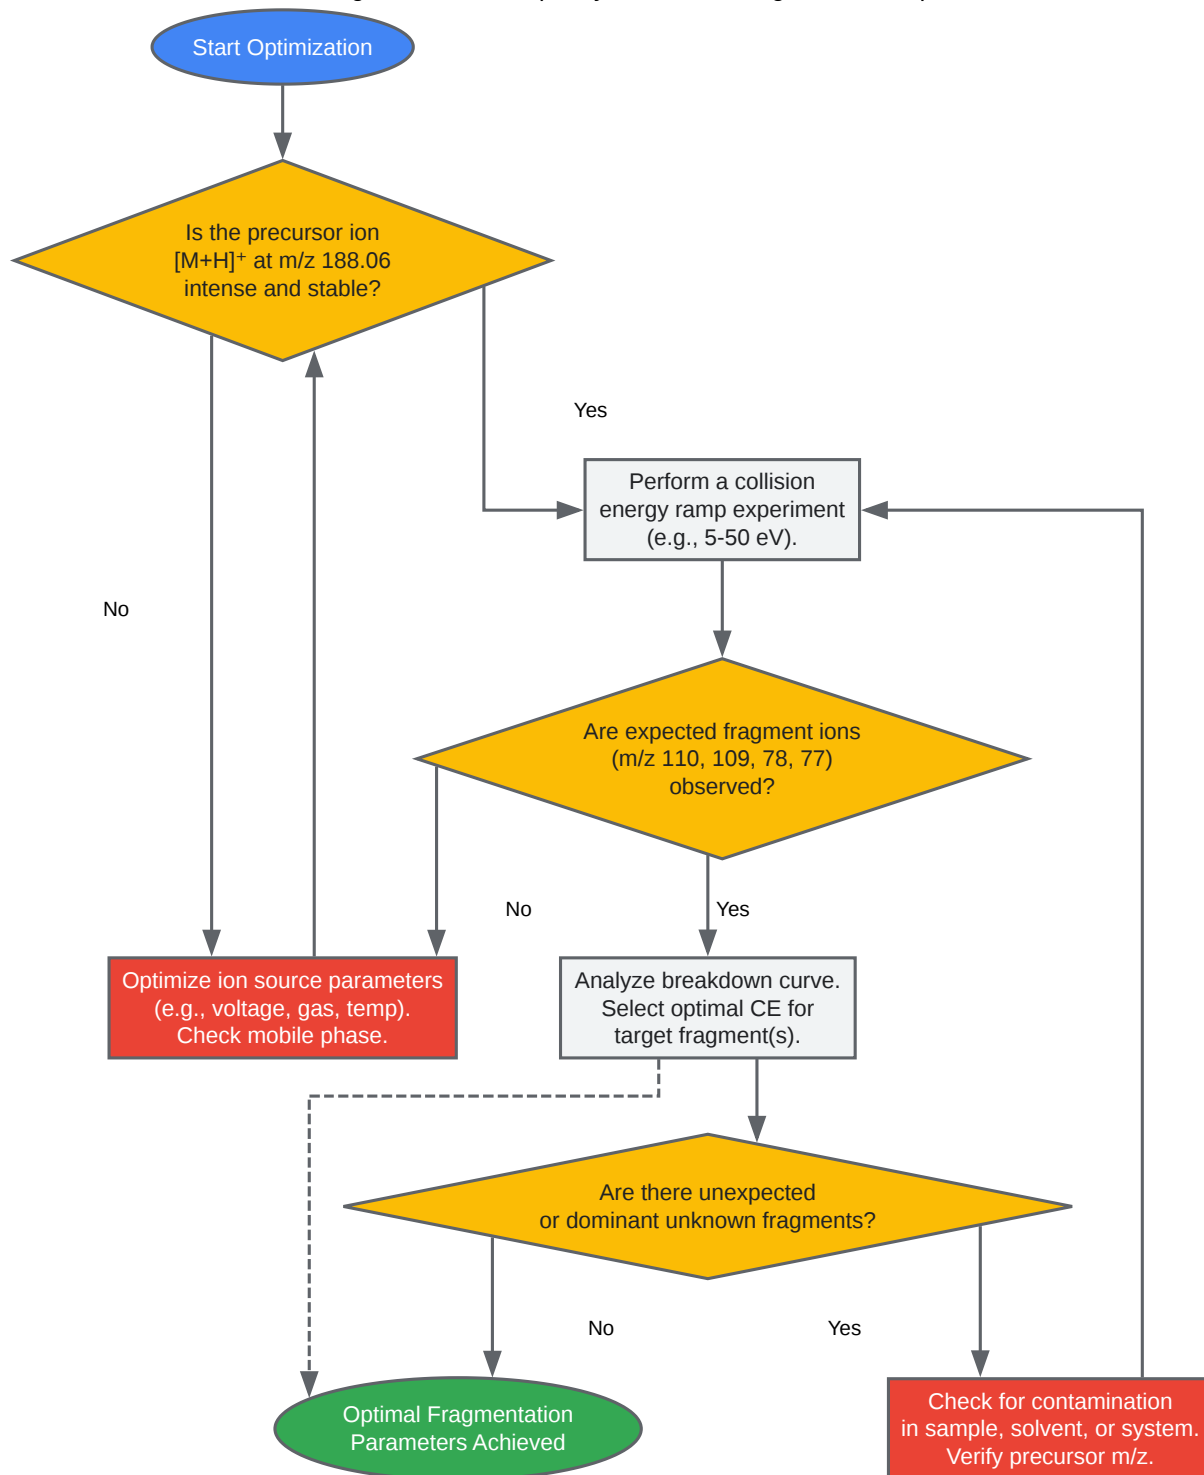 Start Optimization
Is the precursor ion
[M+H]⁺ at m/z 188.06
intense and stable?
Yes
Perform a collision
energy ramp experiment
(e.g., 5-50 eV).
No
Are expected fragment ions
(m/z 110, 109, 78, 77)
observed?
No
Yes
Optimize ion source parameters
(e.g., voltage, gas, temp).
Check mobile phase.
Analyze breakdown curve.
Select optimal CE for
target fragment(s).
Are there unexpected
or dominant unknown fragments?
No
Yes
Optimal Fragmentation
Parameters Achieved
Check for contamination
in sample, solvent, or system.
Verify precursor m/z.